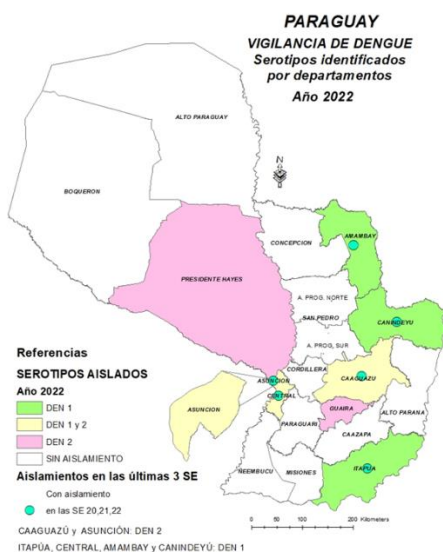 PARAGUAY
VIGILANCIA DE DENGUE
Serotipos identificados
por departamentos
Año 2022
ALTO PARAGUAY
BOQUERON
N
CONCEPCION
AMAMBAY
PRESIDENTE HAYES
A. PROG. NORTE
SAN PEDRO
CANINDEYU
A. PROG. SUR
CORDILLERA
ASUNCION
CAAGUAZU
CENTRAL
ASUNCION
GUAIRA
ALTO PARANA
PARAGUARI
CAAZAPA
ÑEEMBUCU
MISIONES
ITAPUA
Referencias
SEROTIPOS AISLADOS
Año 2022
DEN 1
DEN 1 y 2
DEN 2
SIN AISLAMIENTO
Aislamientos en las últimas 3 SE
Con aislamiento
en las SE 20,21,22
0 50 100 200 Kilometers
CAAGUAZÚ y ASUNCIÓN: DEN 2
ITAPÚA, CENTRAL, AMAMBAY y CANINDEYÚ: DEN 1